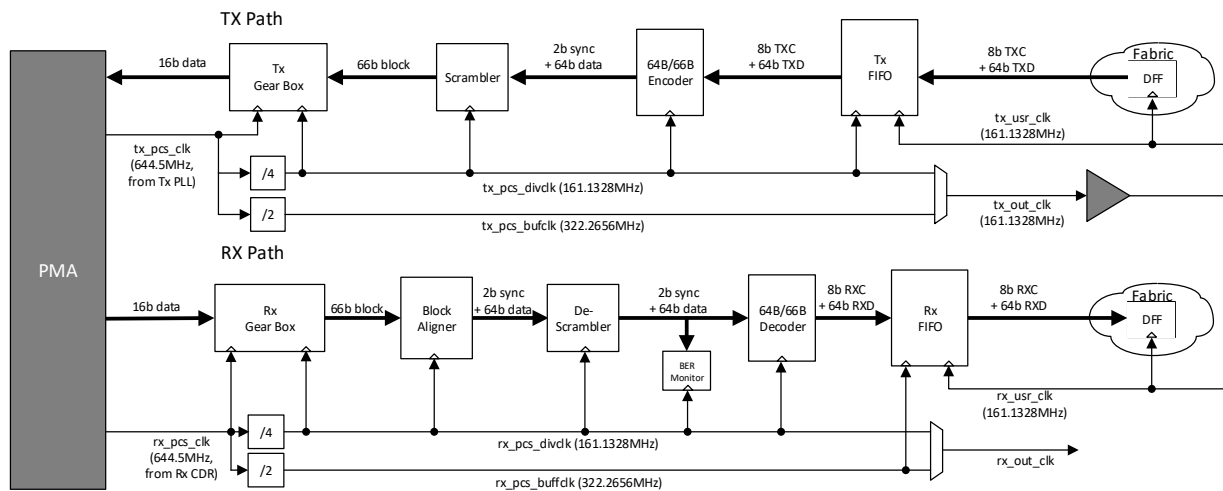 TX Path
Tx
Gear Box
16b data
66b block
Scrambler
2b sync
+ 64b data
64B/66B
Encoder
8b TXC
+ 64b TXD
Tx
FIFO
8b TXC
+ 64b TXD
Fabric
DFF
tx_usr_clk
(161.1328MHz)
tx_pcs_clk
(644.5MHz,
from Tx PLL)
/4
tx_pcs_divclk (161.1328MHz)
/2
tx_pcs_bufclk (322.2656MHz)
tx_out_clk
(161.1328MHz)
PMA
RX Path
16b data
Rx
Gear Box
66b block
Block
Aligner
2b sync
+ 64b data
De-
Scrambler
2b sync
+ 64b data
BER
Monitor
64B/66B
Decoder
8b RXC
+ 64b RXD
Rx
FIFO
8b RXC
+ 64b RXD
Fabric
DFF
rx_usr_clk
(161.1328MHz)
rx_pcs_clk
(644.5MHz,
from Rx CDR)
/4
rx_pcs_divclk (161.1328MHz)
/2
rx_pcs_buffclk (322.2656MHz)
rx_out_clk